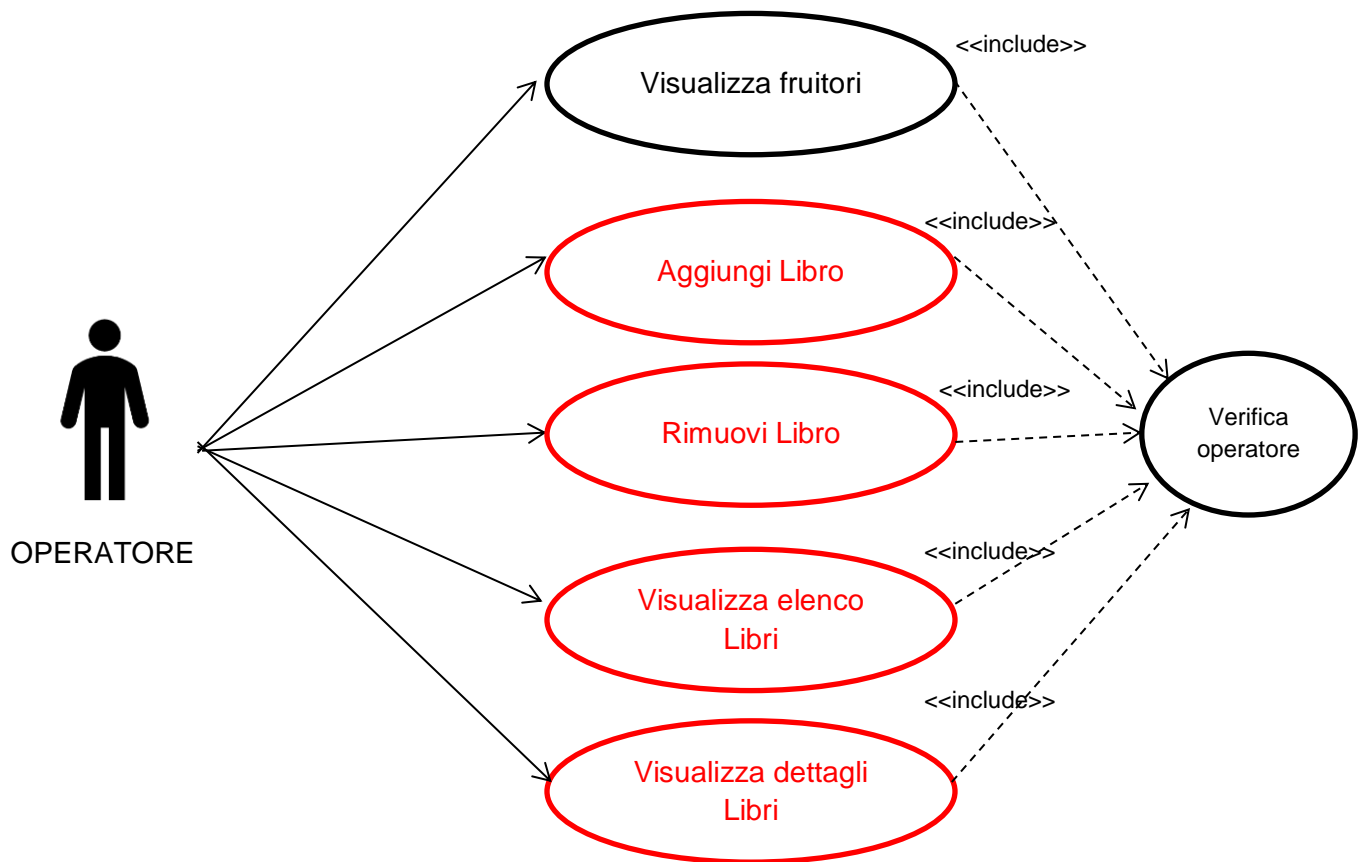 <<include>>
Visualizza fruitori
<<include>>
Aggiungi Libro
<<include>>
Rimuovi Libro
Verifica
operatore
OPERATORE
<<include>>
Visualizza elenco
Libri
<<include>>
Visualizza dettagli
Libri